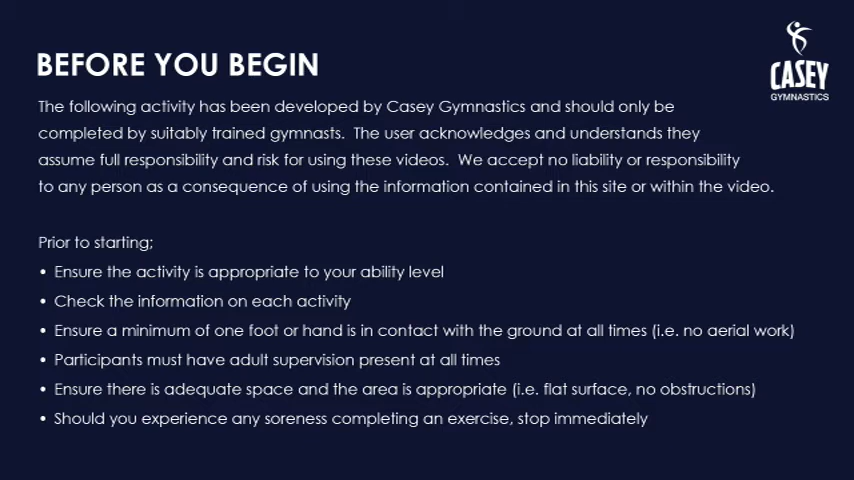 BEFORE YOU BEGIN
CASEY
GYMNASTICS
The following activity has been developed by Casey Gymnastics and should only be
completed by suitably trained gymnasts.  The user acknowledges and understands they
assume full responsibility and risk for using these videos.  We accept no liability or responsibility
to any person as a consequence of using the information contained in this site or within the video.
Prior to starting;
• Ensure the activity is appropriate to your ability level
• Check the information on each activity
• Ensure a minimum of one foot or hand is in contact with the ground at all times (i.e. no aerial work)
• Participants must have adult supervision present at all times
• Ensure there is adequate space and the area is appropriate (i.e. flat surface, no obstructions)
• Should you experience any soreness completing an exercise, stop immediately